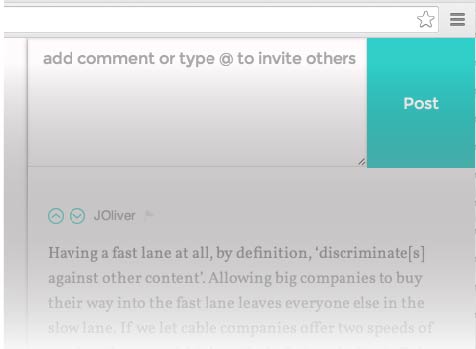 add comment or type @ to invite others
Post
JOliver
Having a fast lane at all, by definition, ‘discriminate[s]
against other content’. Allowing big companies to buy
their way into the fast lane leaves everyone else in the
slow lane. If we let cable companies offer two speeds of